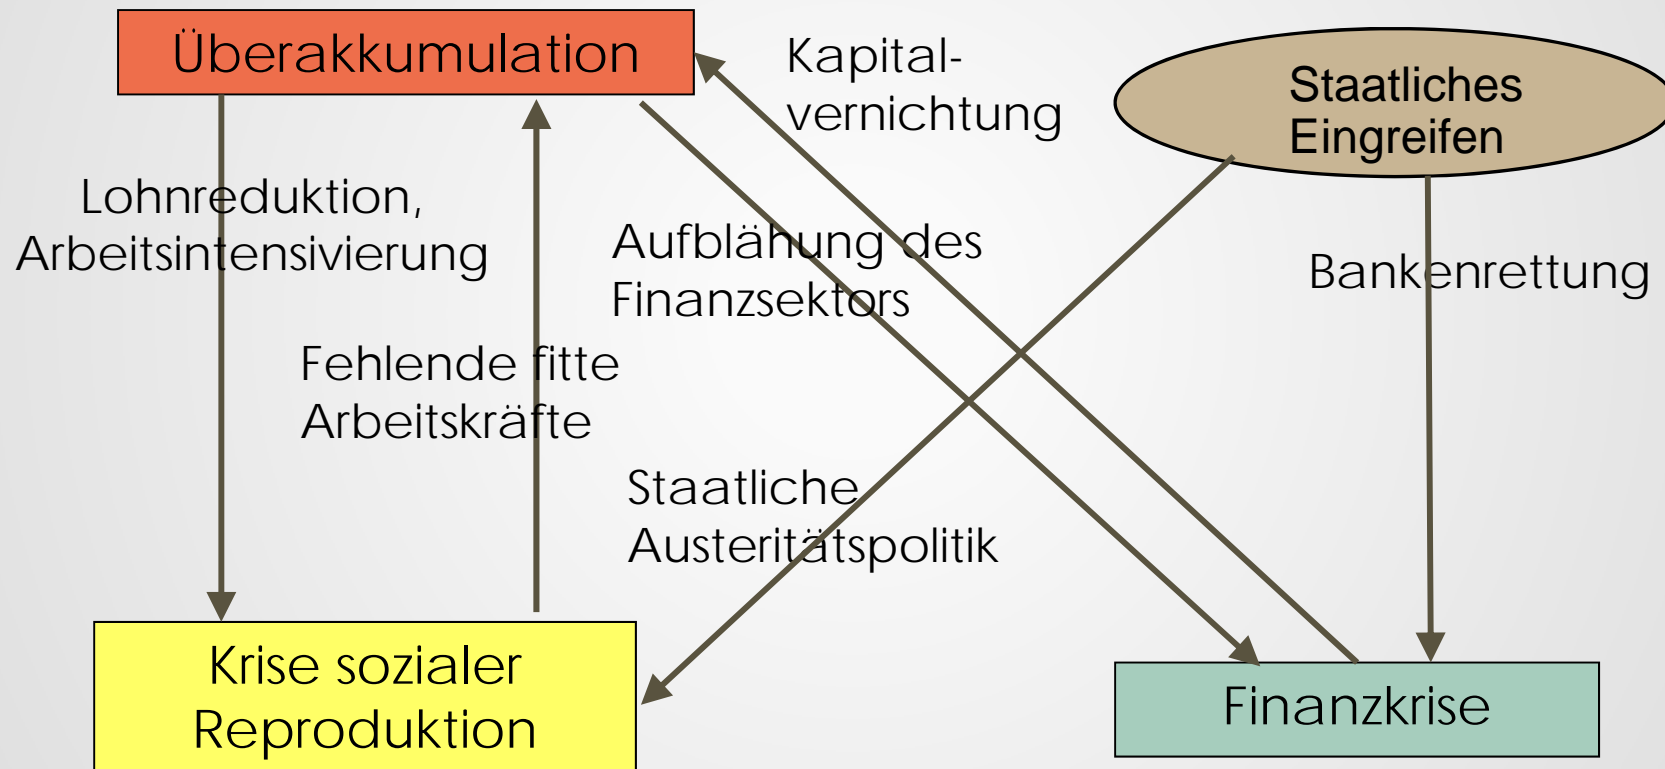 Überakkumulation
Kapital-
vernichtung
Staatliches
Eingreifen
Lohnreduktion,
Arbeitsintensivierung
Aufblähung des
Finanzsektors
Bankenrettung
Fehlende fitte
Arbeitskräfte
Staatliche
Austeritätspolitik
Krise sozialer
Reproduktion
Finanzkrise